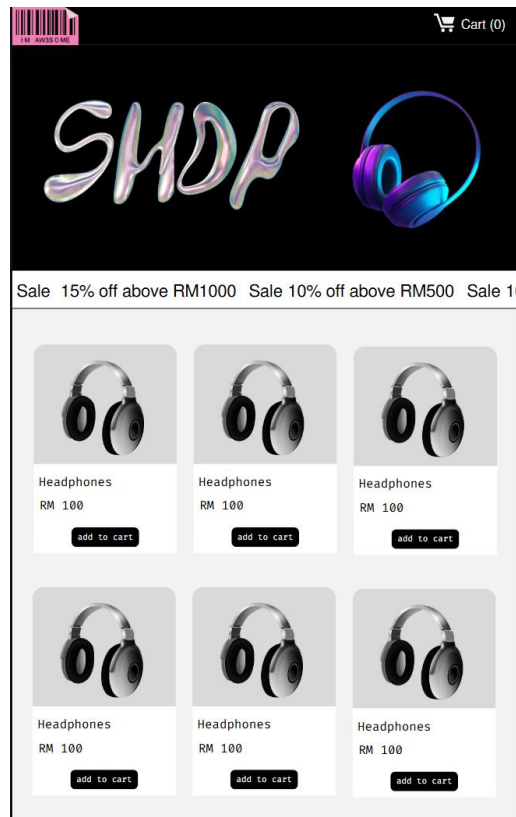 I M AW3S 0 ME
Cart (0)
SHOP
Sale 15% off above RM1000 Sale 10% off above RM500 Sale
Headphones
RM 100
add to cart
Headphones
RM 100
add to cart
Headphones
RM 100
add to cart
Headphones
RM 100
add to cart
Headphones
RM 100
add to cart
Headphones
RM 100
add to cart